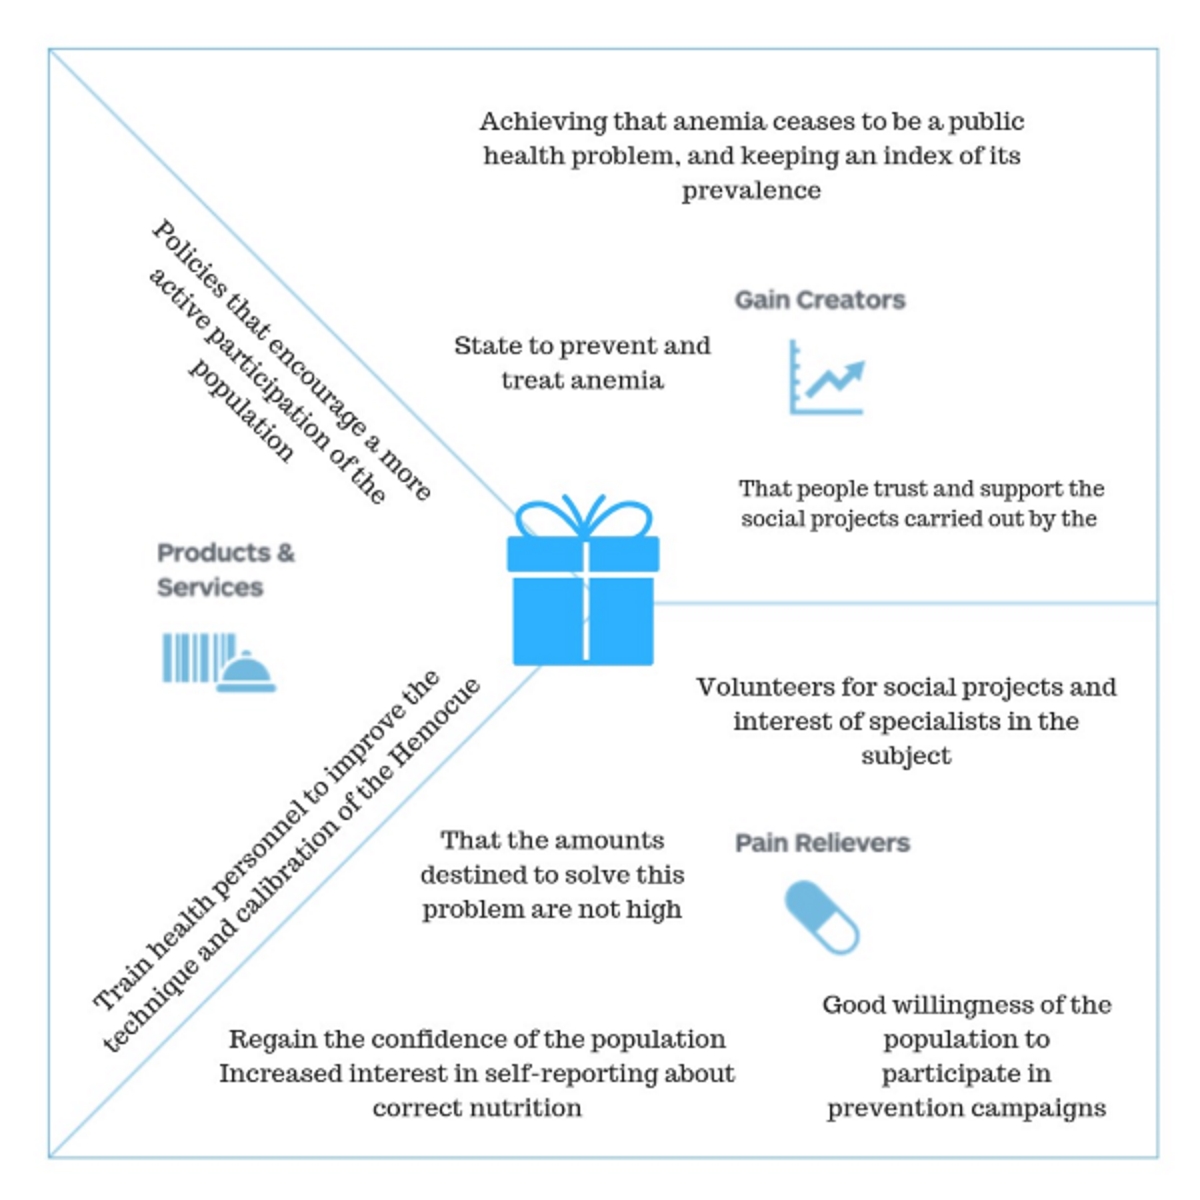 Achieving that anemia ceases to be a public
health problem, and keeping an index of its
prevalence
Gain Creators
State to prevent and
treat anemia
That people trust and support the
social projects carried out by the
Policies that encourage a more
active participation of the
population
Products &
Services
Train health personnel to improve the
technique and calibration of the Hemocue
Volunteers for social projects and
interest of specialists in the
subject
Pain Relievers
That the amounts
destined to solve this
problem are not high
Good willingness of the
population to
participate in
prevention campaigns
Regain the confidence of the population
Increased interest in self-reporting about
correct nutrition